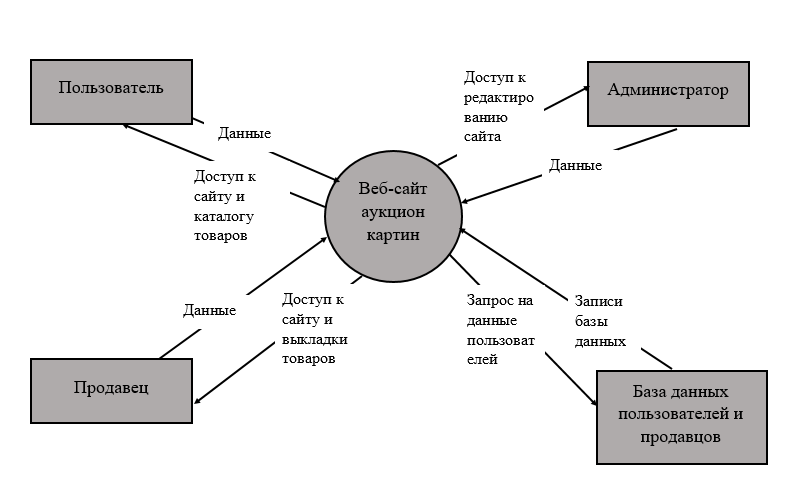 Пользователь
Данные
Доступ к
сайту и
каталогу
товаров
Доступ к
редактиро
ванию
сайта
Администратор
Данные
Веб-сайт
аукцион
картин
Данные
Продавец
Доступ к
сайту и
выкладки
товаров
Запрос на
данные
пользоват
елей
Записи
базы
данных
База данных
пользователей и
продавцов